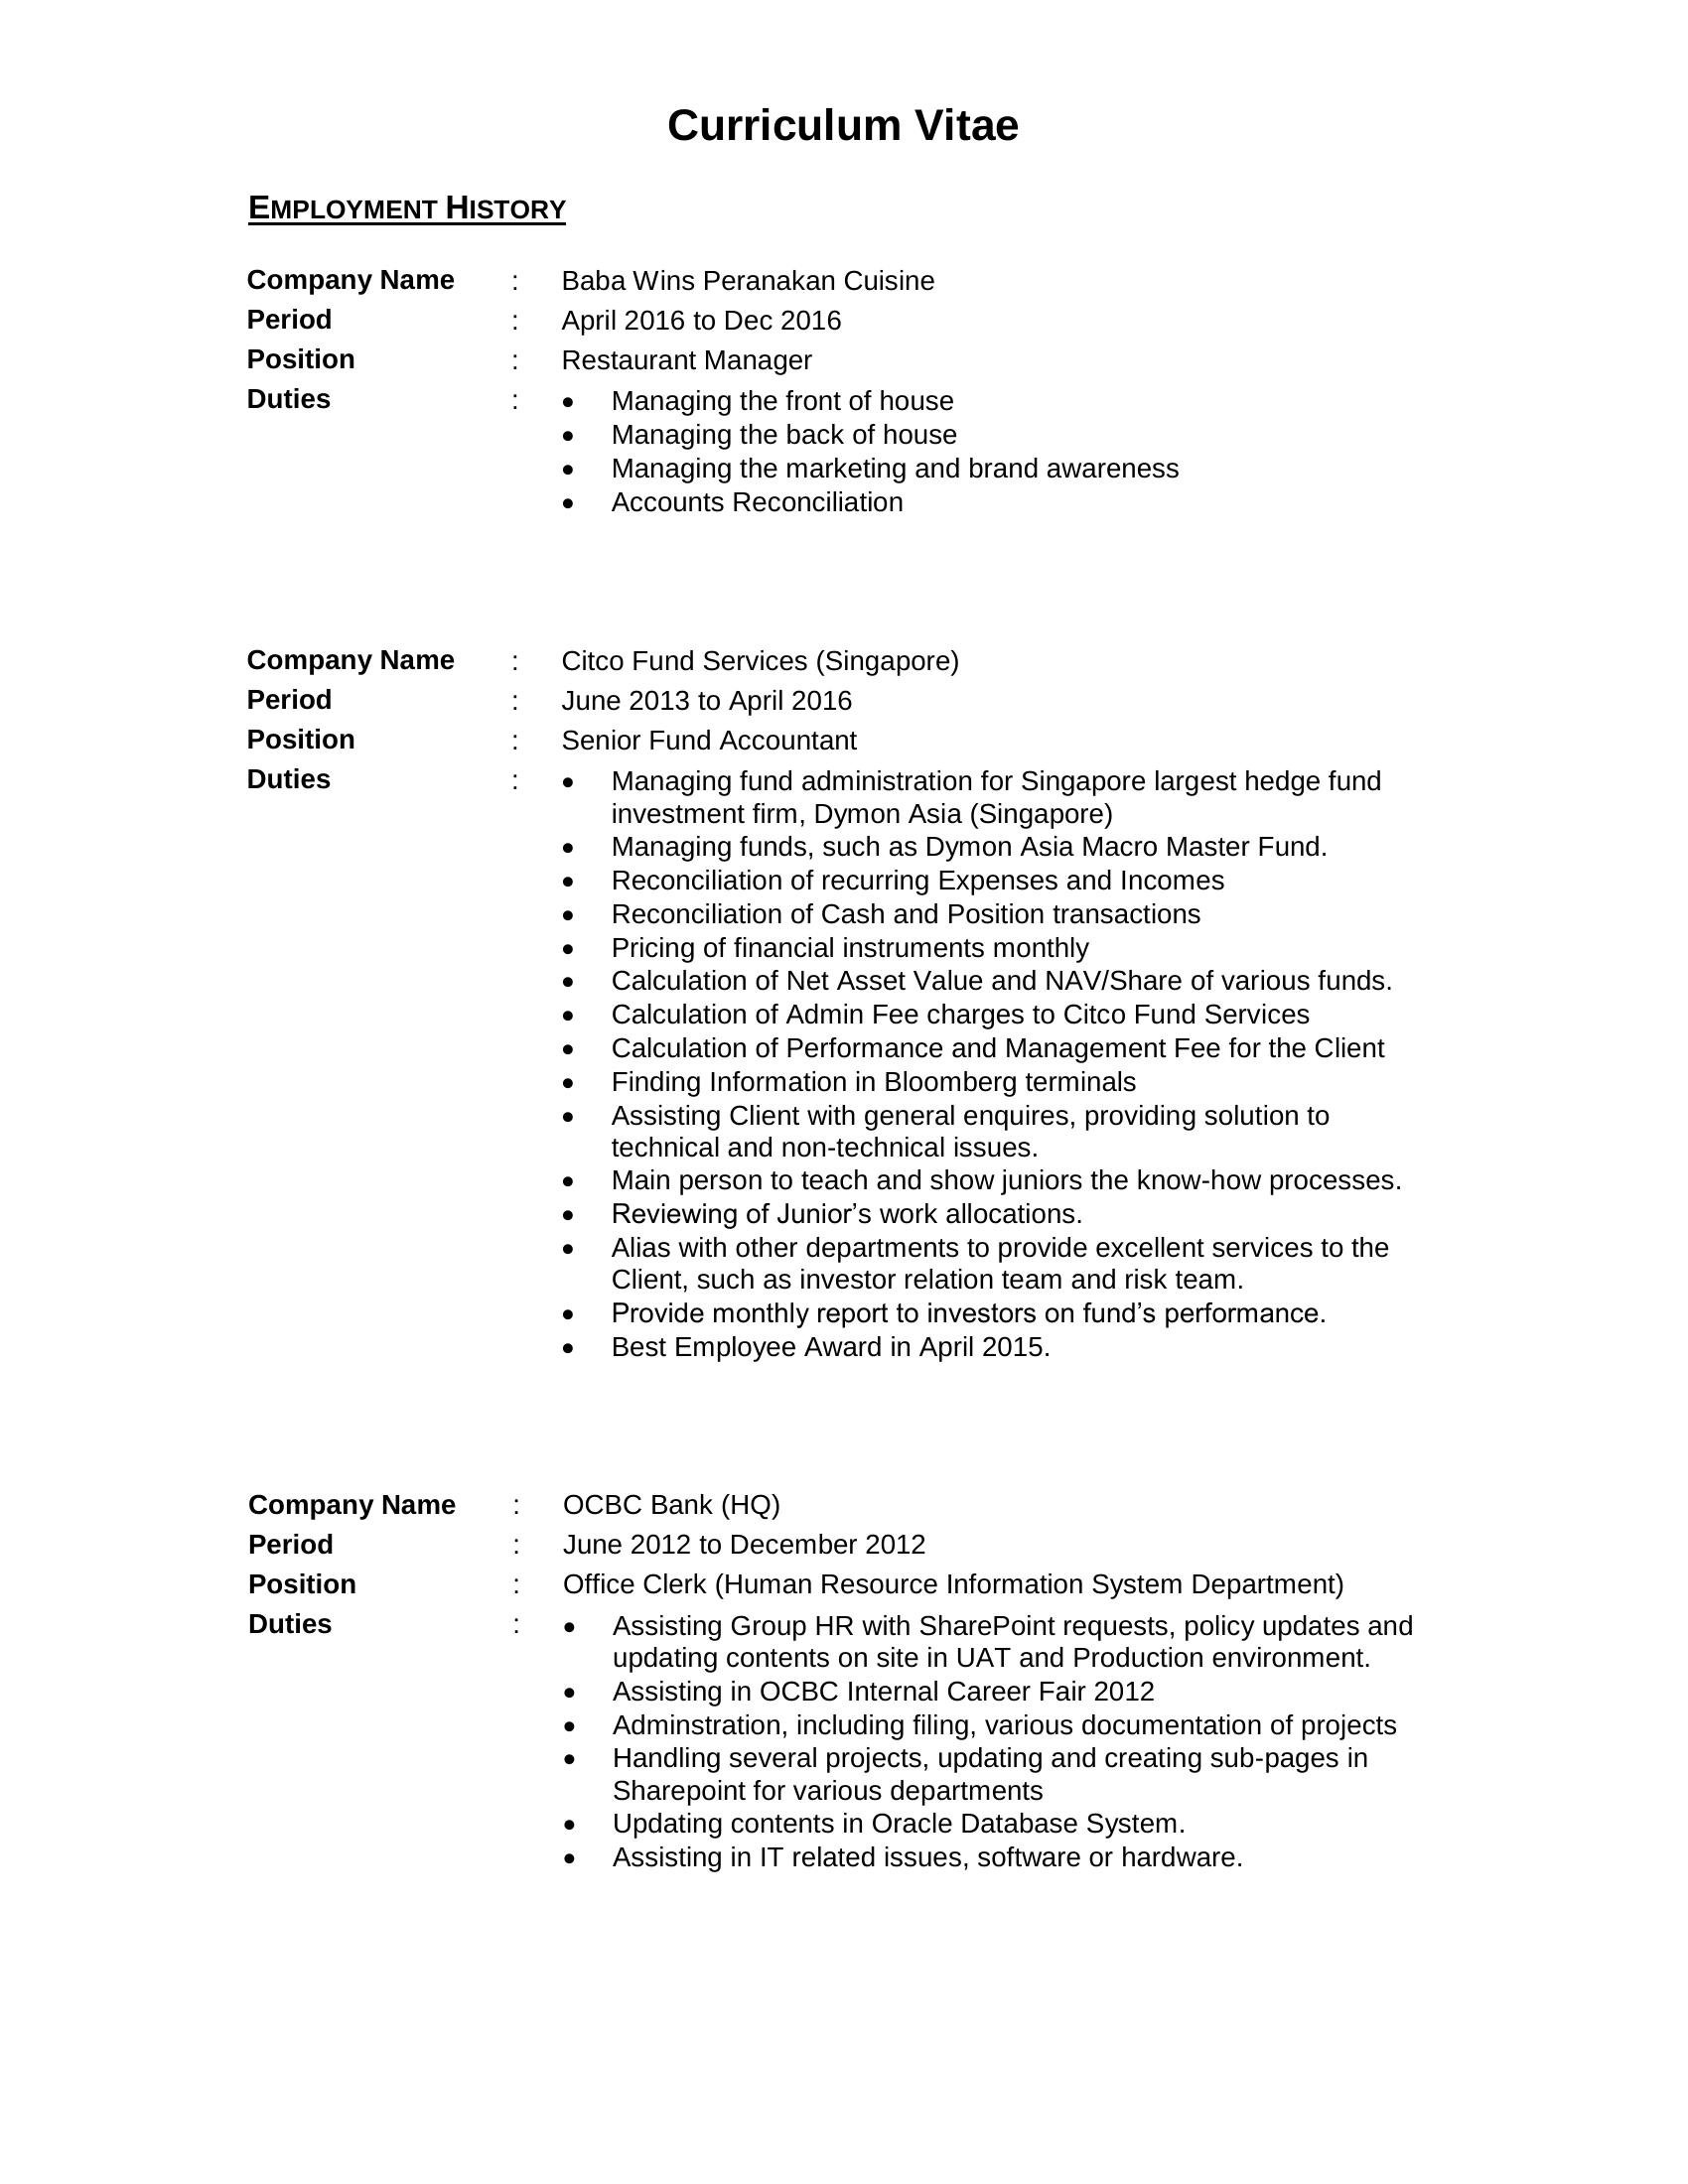 Curriculum Vitae
EMPLOYMENT HISTORY
Company Name : Baba Wins Peranakan Cuisine
Period : April 2016 to Dec 2016
Position : Restaurant Manager
Duties : • Managing the front of house
• Managing the back of house
• Managing the marketing and brand awareness
• Accounts Reconciliation
Company Name : Citco Fund Services (Singapore)
Period : June 2013 to April 2016
Position : Senior Fund Accountant
Duties : • Managing fund administration for Singapore largest hedge fund
investment firm, Dymon Asia (Singapore)
• Managing funds, such as Dymon Asia Macro Master Fund.
• Reconciliation of recurring Expenses and Incomes
• Reconciliation of Cash and Position transactions
• Pricing of financial instruments monthly
• Calculation of Net Asset Value and NAV/Share of various funds.
• Calculation of Admin Fee charges to Citco Fund Services
• Calculation of Performance and Management Fee for the Client
• Finding Information in Bloomberg terminals
• Assisting Client with general enquires, providing solution to
technical and non-technical issues.
• Main person to teach and show juniors the know-how processes.
• Reviewing of Junior’s work allocations.
• Alias with other departments to provide excellent services to the
Client, such as investor relation team and risk team.
• Provide monthly report to investors on fund’s performance.
• Best Employee Award in April 2015.
Company Name : OCBC Bank (HQ)
Period : June 2012 to December 2012
Position : Office Clerk (Human Resource Information System Department)
Duties : • Assisting Group HR with SharePoint requests, policy updates and
updating contents on site in UAT and Production environment.
• Assisting in OCBC Internal Career Fair 2012
• Adminstration, including filing, various documentation of projects
• Handling several projects, updating and creating sub-pages in
Sharepoint for various departments
• Updating contents in Oracle Database System.
• Assisting in IT related issues, software or hardware.